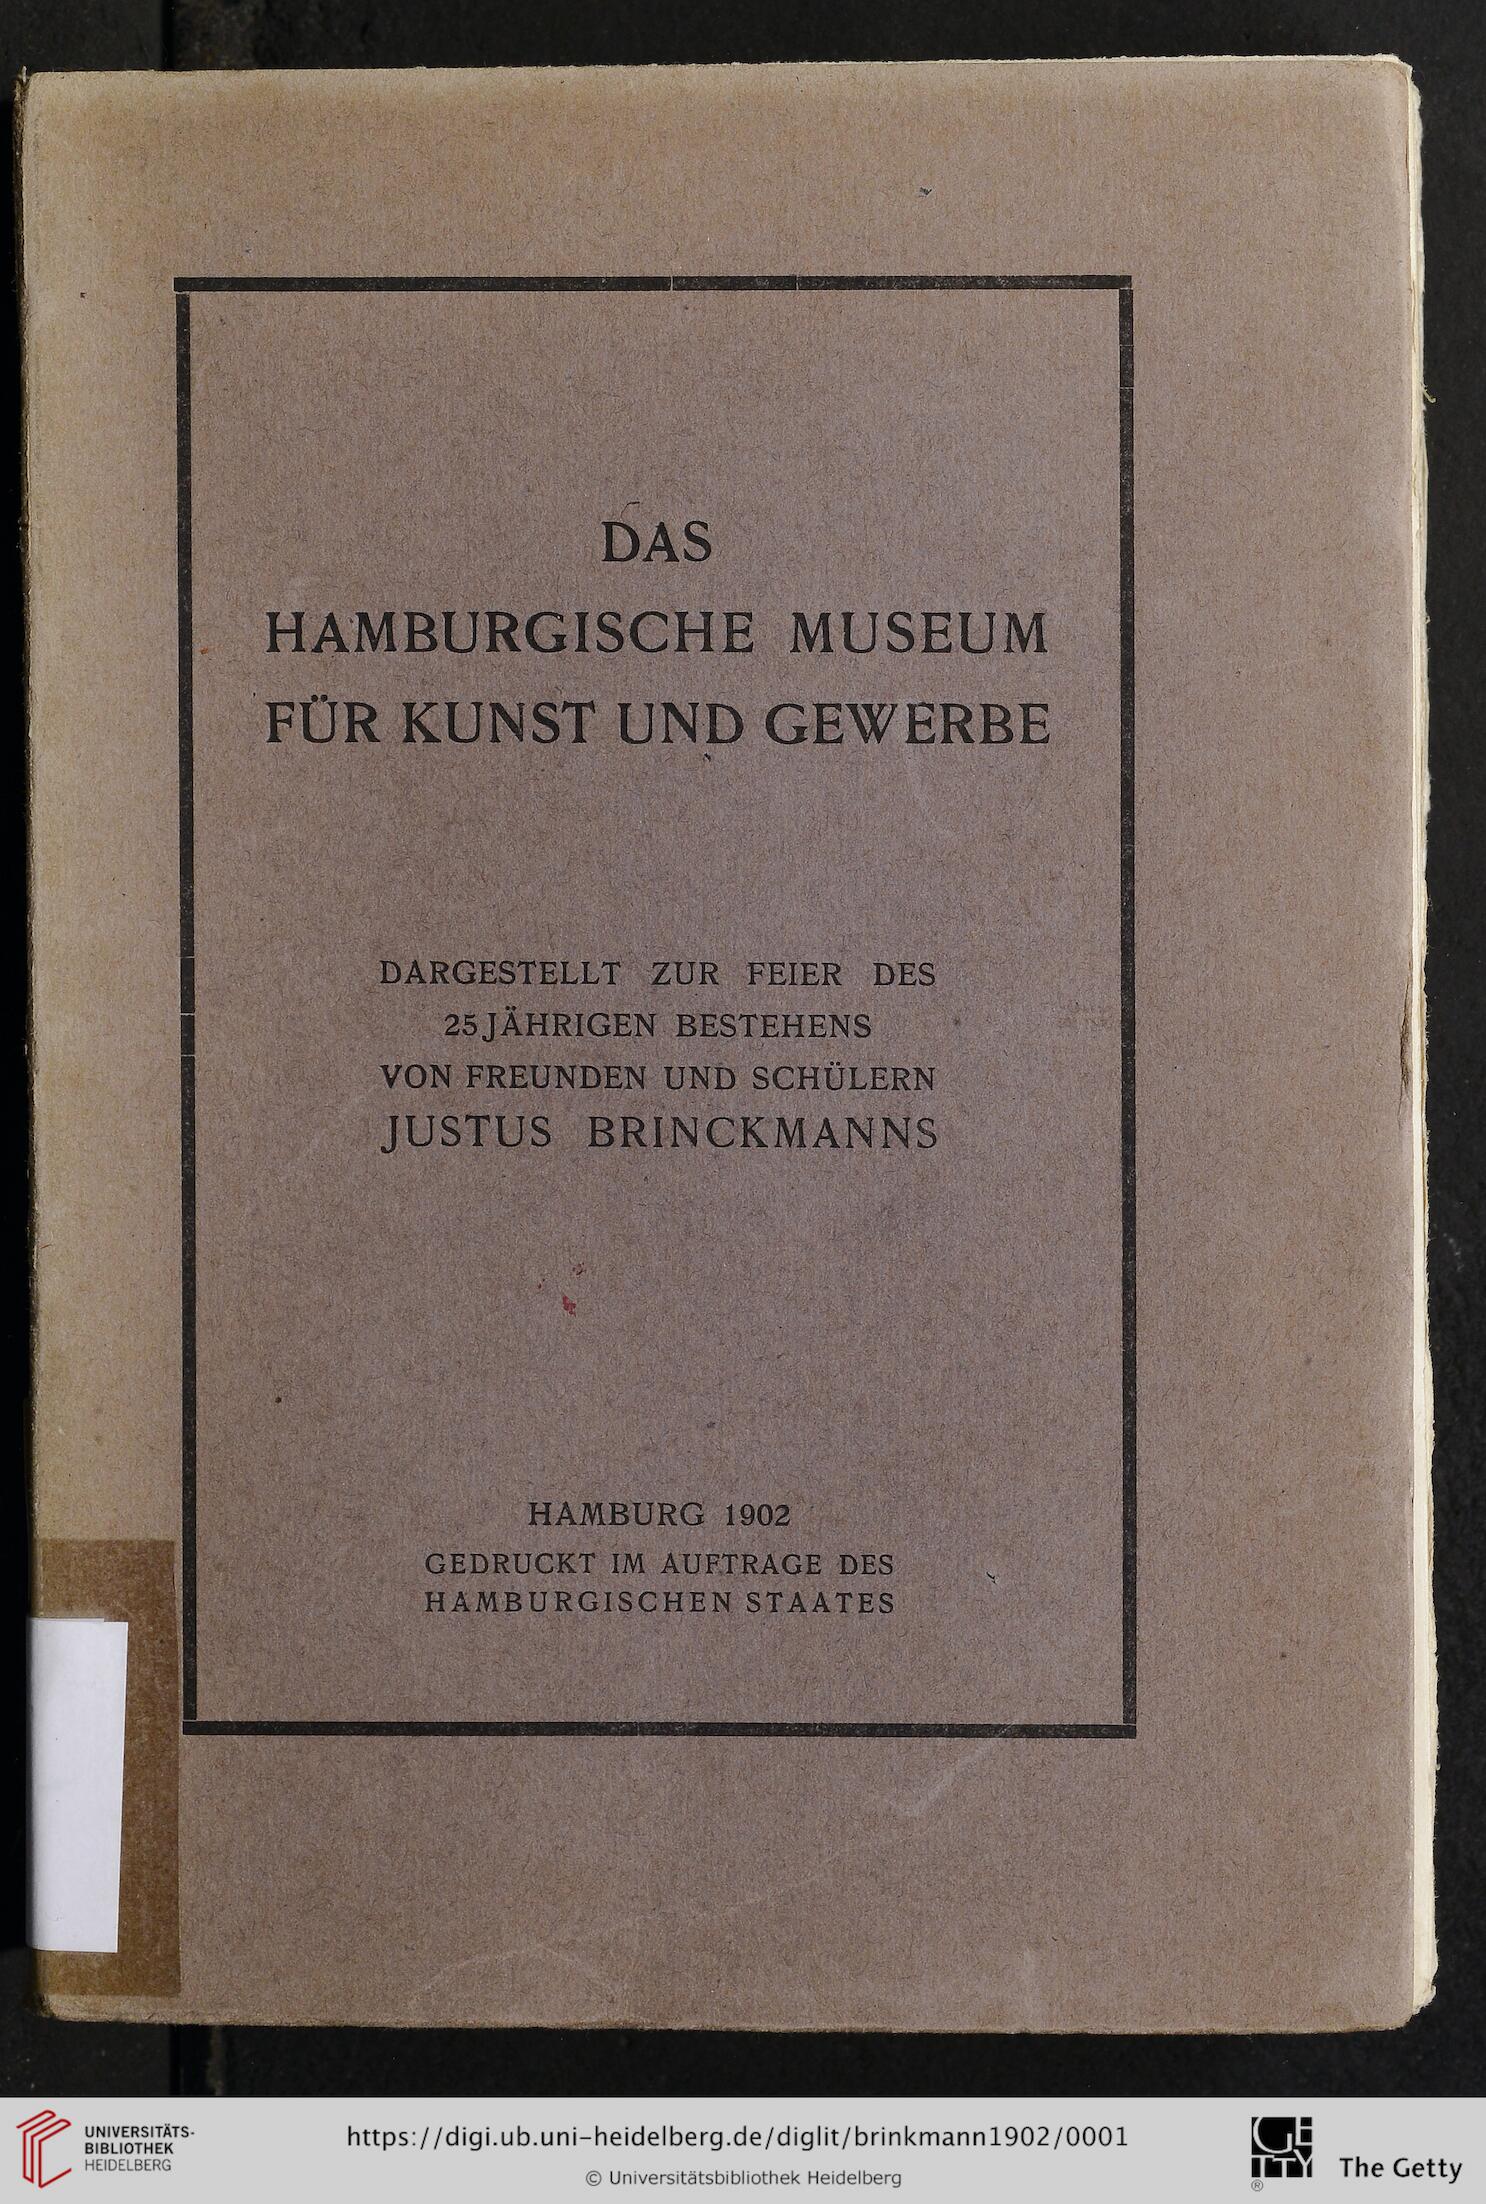 DAS
HAMBURGISCHE MUSEUM
FÜR KUNST UND GEWERBE
DARGESTELLT ZUR FEIER DES
25JÄHRIGEN BESTEHENS
VON FREUNDEN UND SCHÜLERN
JUSTUS BRINCKMANNS
HAMBURG 1902
GEDRUCKT IM AUFTRAGE DES
HAMBURGISCHEN STAATES
UNIVERSITÄTS-
BIBLIOTHEK
HEIDELBERG
https://digi.ub.uni-heidelberg.de/diglit/brinkmann1902/0001
© Universitätsbibliothek Heidelberg
GETTY
®
The Getty